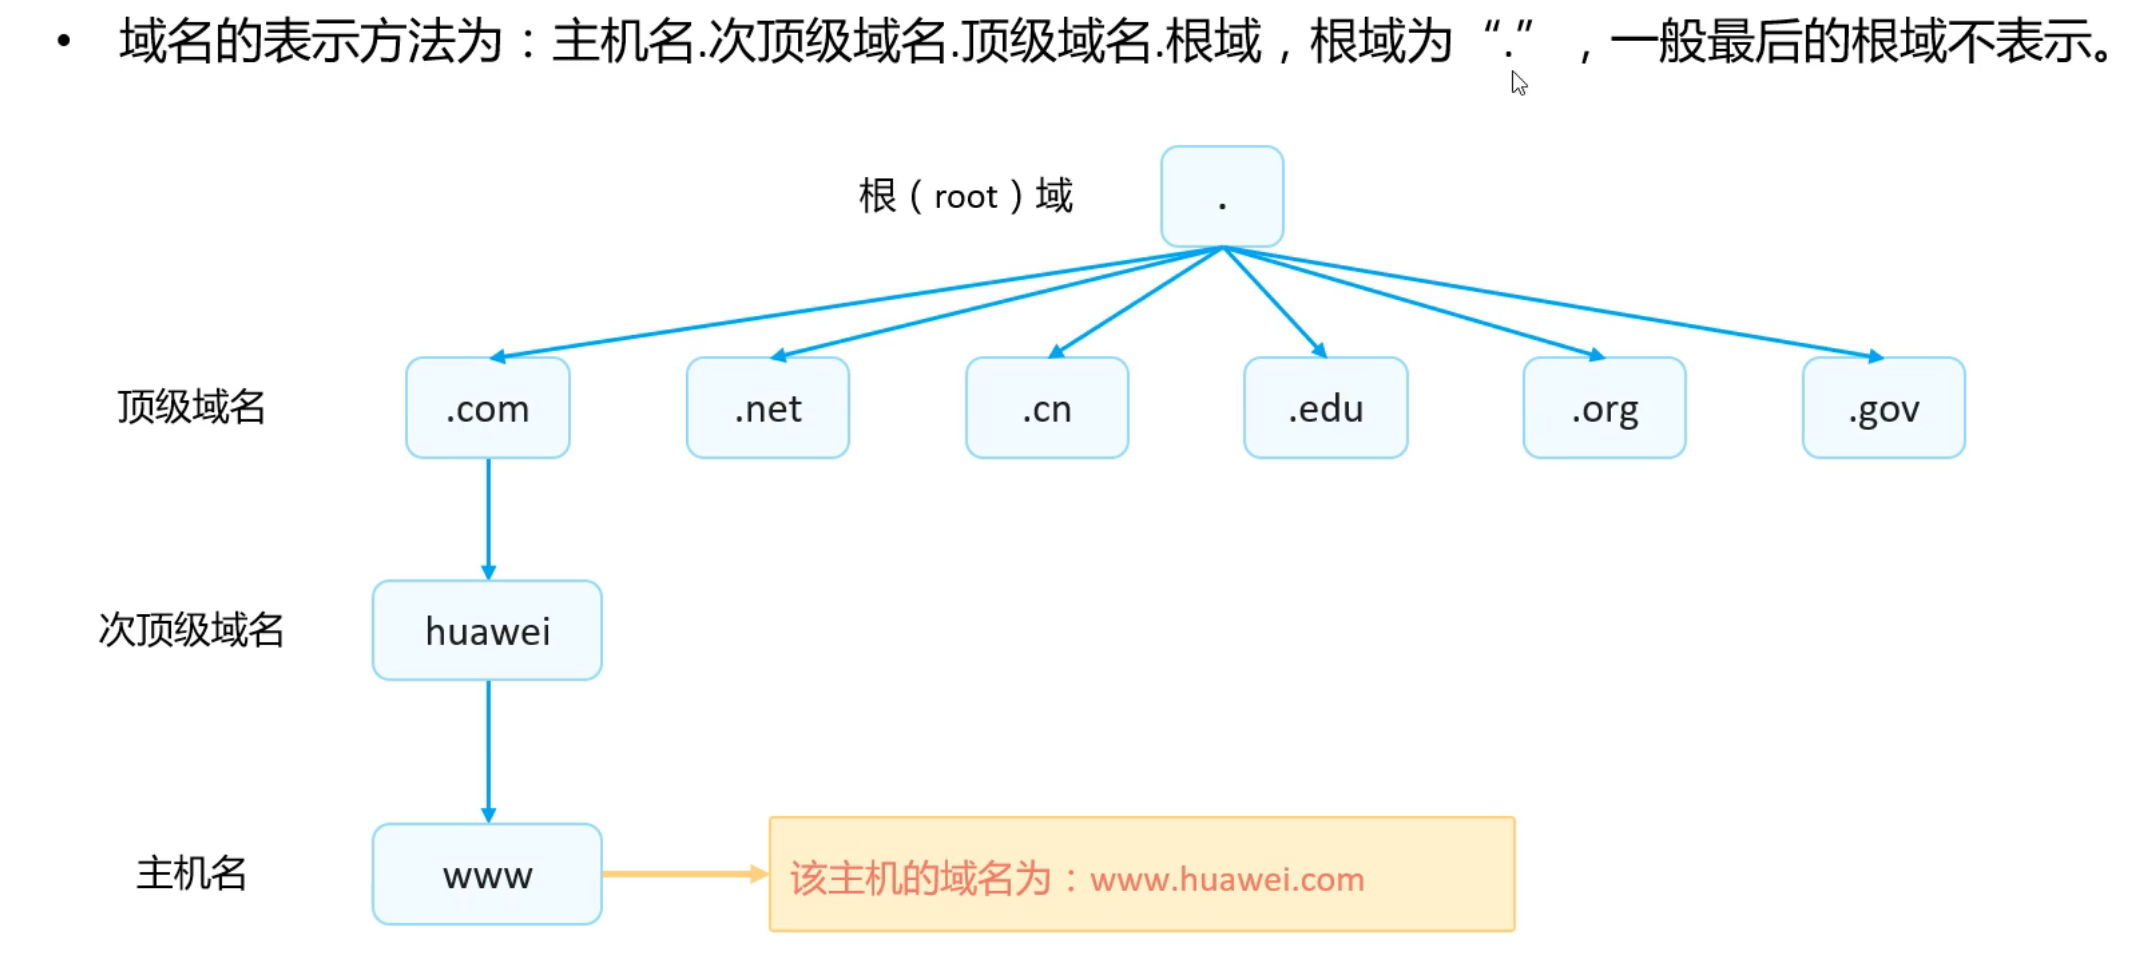 • 域名的表示方法为：主机名.次顶级域名.顶级域名.根域，根域为 “.” ，一般最后的根域不表示。
根（root）域
.
顶级域名
.com
.net
.cn
.edu
.org
.gov
次顶级域名
huawei
主机名
www
该主机的域名为：www.huawei.com